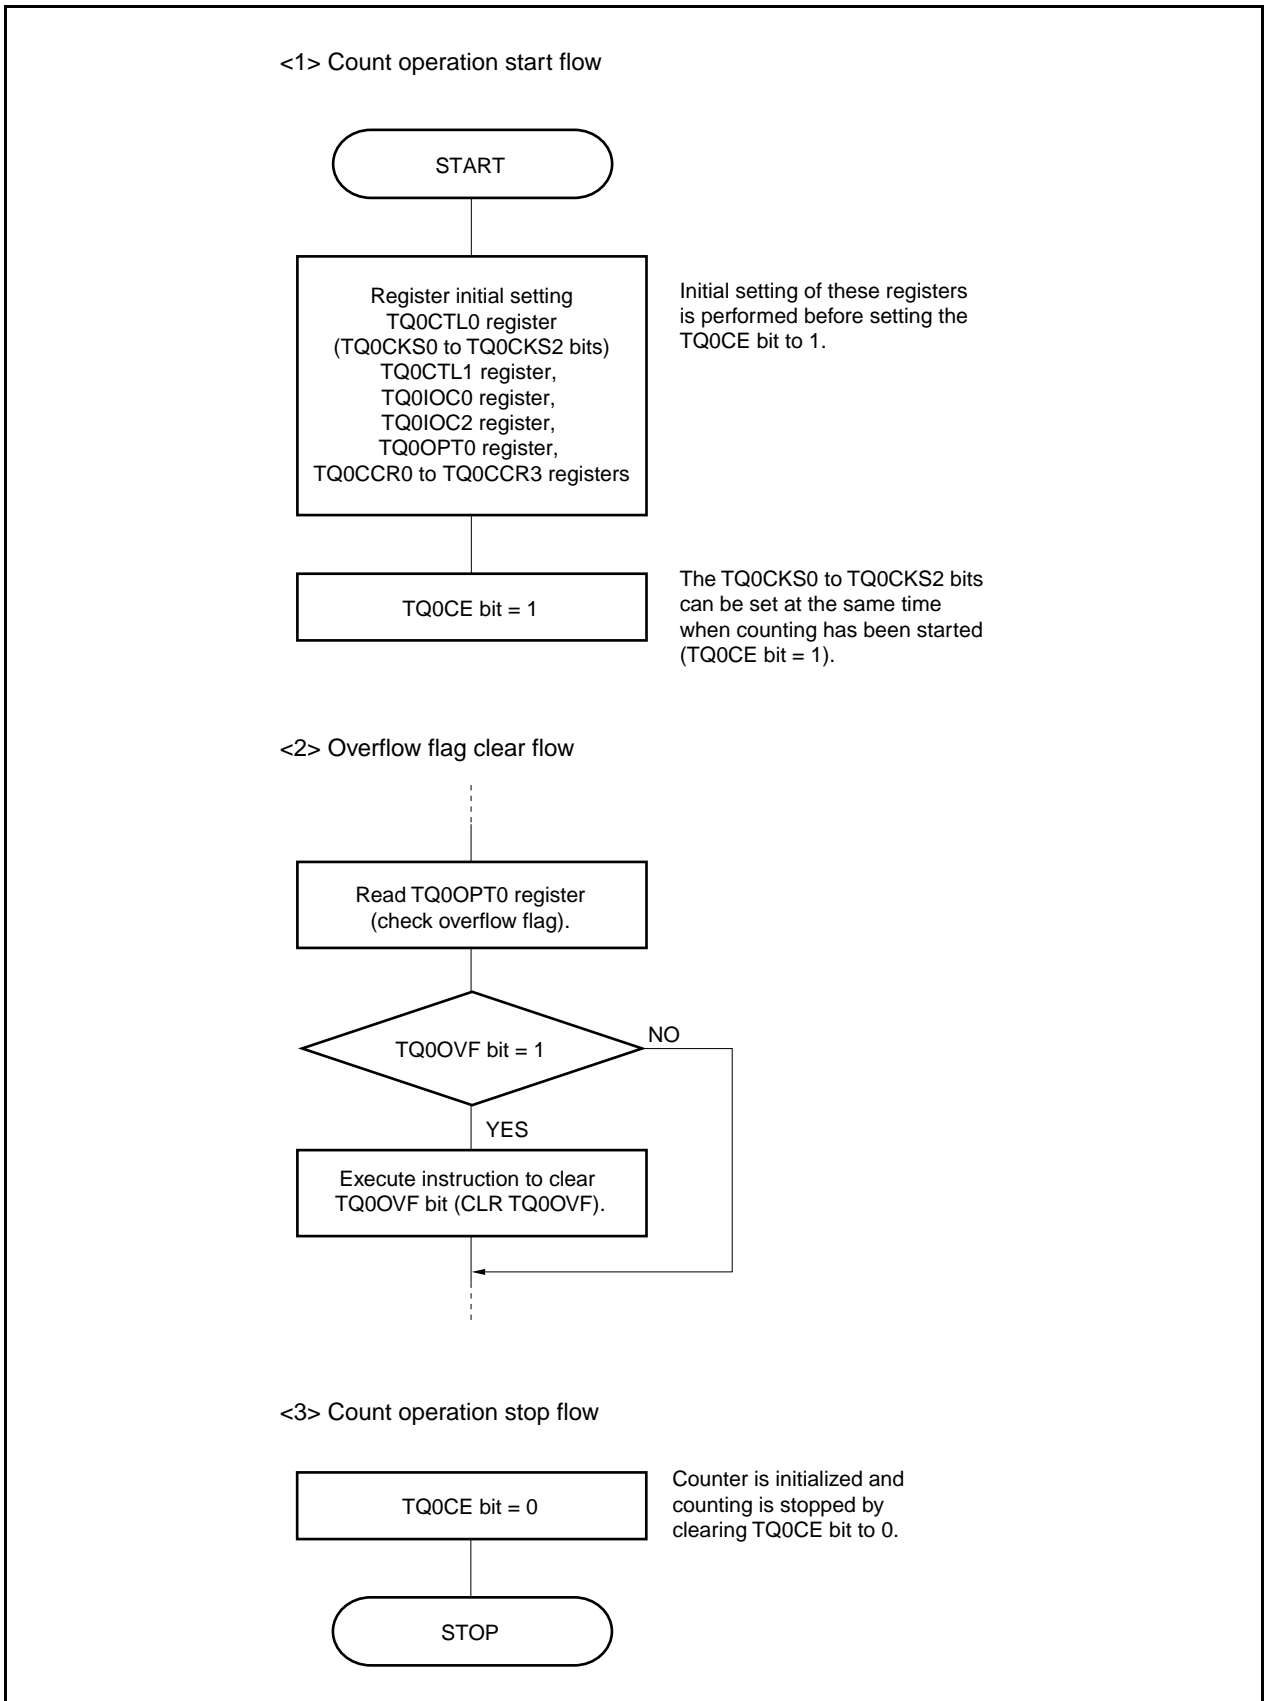 <1> Count operation start flow
START
Register initial setting
TQ0CTL0 register
(TQ0CKS0 to TQ0CKS2 bits)
TQ0CTL1 register,
TQ0IOC0 register,
TQ0IOC2 register,
TQ0OPT0 register,
TQ0CCR0 to TQ0CCR3 registers
Initial setting of these registers
is performed before setting the
TQ0CE bit to 1.
TQ0CE bit = 1
The TQ0CKS0 to TQ0CKS2 bits
can be set at the same time
when counting has been started
(TQ0CE bit = 1).
<2> Overflow flag clear flow
Read TQ0OPT0 register
(check overflow flag).
TQ0OVF bit = 1
NO
YES
Execute instruction to clear
TQ0OVF bit (CLR TQ0OVF).
<3> Count operation stop flow
TQ0CE bit = 0
Counter is initialized and
counting is stopped by
clearing TQ0CE bit to 0.
STOP